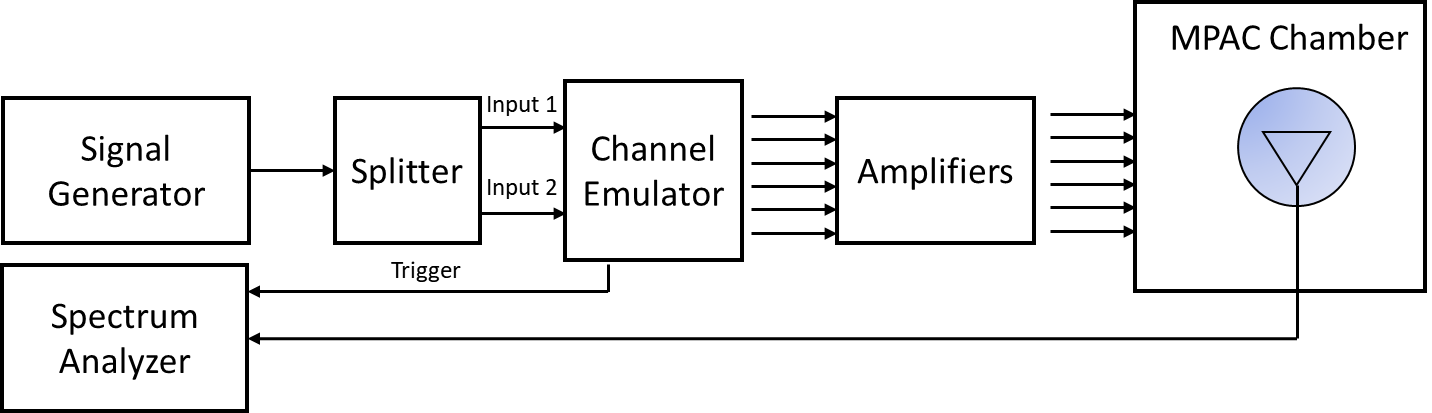 Signal
Generator
Splitter
Input 1
Input 2
Channel
Emulator
Amplifiers
MPAC Chamber
Trigger
Spectrum
Analyzer